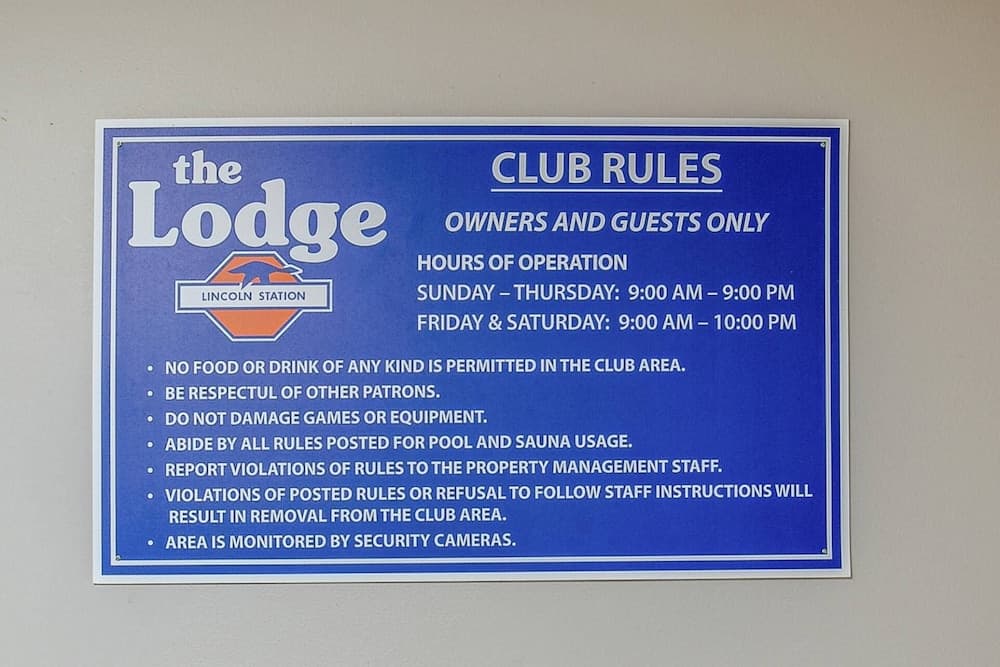 the
Lodge
LINCOLN STATION
CLUB RULES
OWNERS AND GUESTS ONLY
HOURS OF OPERATION
SUNDAY – THURSDAY: 9:00 AM – 9:00 PM
FRIDAY & SATURDAY: 9:00 AM – 10:00 PM
• NO FOOD OR DRINK OF ANY KIND IS PERMITTED IN THE CLUB AREA.
• BE RESPECTUL OF OTHER PATRONS.
• DO NOT DAMAGE GAMES OR EQUIPMENT.
• ABIDE BY ALL RULES POSTED FOR POOL AND SAUNA USAGE.
• REPORT VIOLATIONS OF RULES TO THE PROPERTY MANAGEMENT STAFF.
• VIOLATIONS OF POSTED RULES OR REFUSAL TO FOLLOW STAFF INSTRUCTIONS WILL
RESULT IN REMOVAL FROM THE CLUB AREA.
• AREA IS MONITORED BY SECURITY CAMERAS.